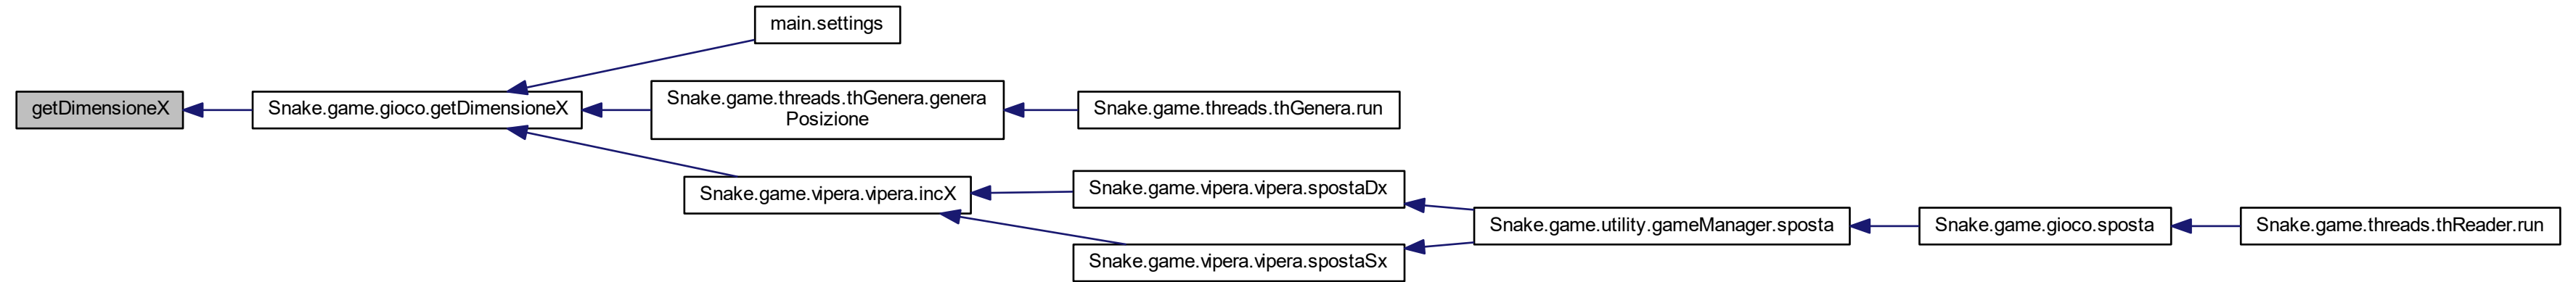 main.settings
getDimensioneX
Snake.game.gioco.getDimensioneX
Snake.game.threads.thGenera.genera
Posizione
Snake.game.threads.thGenera.run
Snake.game.vipera.vipera.incX
Snake.game.vipera.vipera.spostaDx
Snake.game.vipera.vipera.spostaSx
Snake.game.utility.gameManager.sposta
Snake.game.gioco.sposta
Snake.game.threads.thReader.run